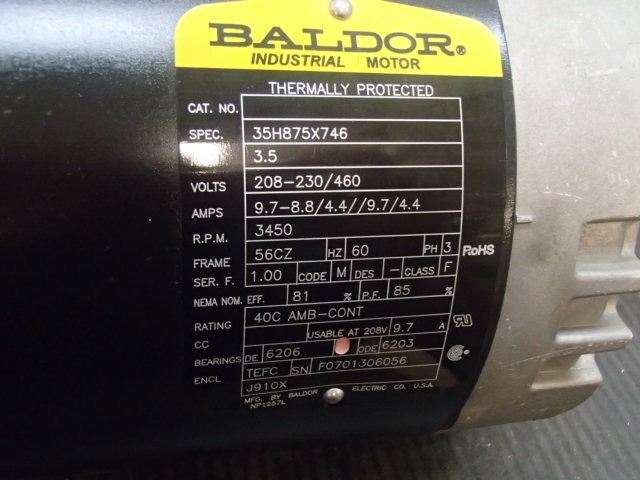 BALDOR®
INDUSTRIAL MOTOR
THERMALLY PROTECTED
CAT. NO.
SPEC. 35H875X746
3.5
VOLTS 208-230/460
AMPS 9.7-8.8/4.4//9.7/4.4
R.P.M. 3450
FRAME 56CZ HZ 60 PH 3 RoHS
SER. F. 1.00 CODE M DES - CLASS F
NEMA NOM. EFF. 81 % P.F. 85 %
RATING 40C AMB-CONT
CC USABLE AT 208V 9.7 A
BEARINGS DE 6206 ODE 6203
ENCL TEFC SN F0701306056
J910X
MFG. BY BALDOR ELECTRIC CO. U.S.A.
NP1257L